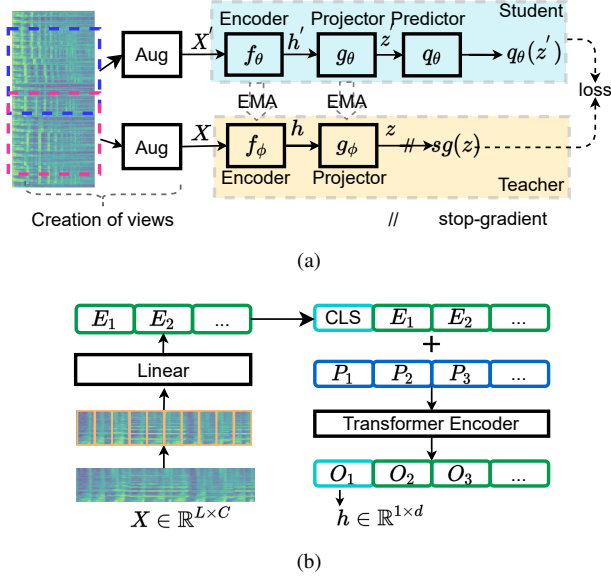 Encoder Projector Predictor Student
Aug X′ f_θ h′ g_θ z′ q_θ q_θ(z′)
EMA EMA loss
Aug X f_ϕ h g_ϕ z // sg(z)
Encoder Projector Teacher
Creation of views // stop-gradient
(a)
E_1 E_2 ... CLS E_1 E_2 ...
+
Linear P_1 P_2 P_3 ...
Transformer Encoder
O_1 O_2 O_3 ...
X ∈ ℝ^{L×C} h ∈ ℝ^{1×d}
(b)